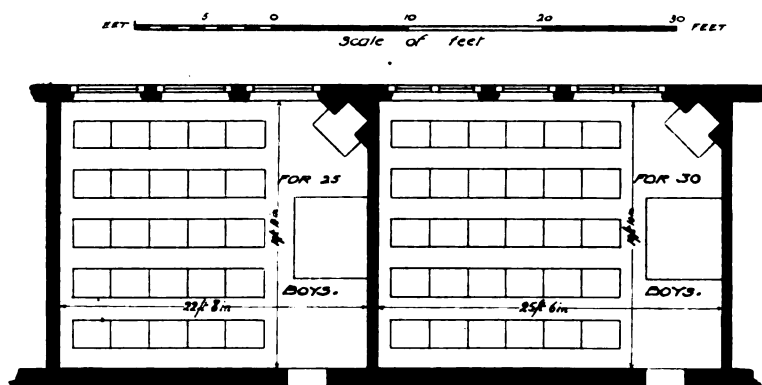 FEET 5 0 10 20 30 FEET
Scale of feet
FOR 25
BOYS.
22ft 8in
FOR 30
BOYS.
25ft 6in